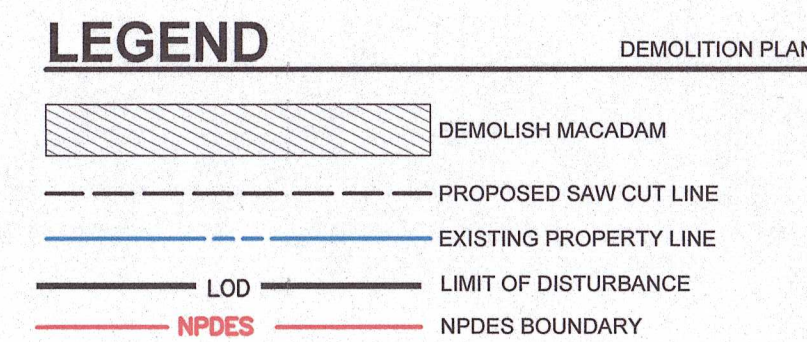 LEGEND DEMOLITION PLAN
DEMOLISH MACADAM
PROPOSED SAW CUT LINE
EXISTING PROPERTY LINE
LOD LIMIT OF DISTURBANCE
NPDES NPDES BOUNDARY